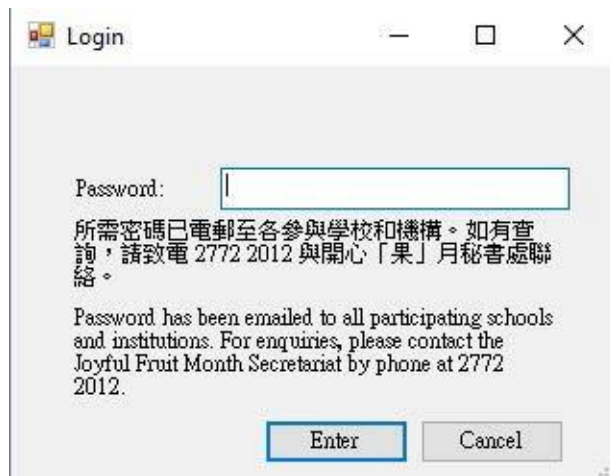 Login
Password:
所需密碼已電郵至各參與學校和機構。如有查
詢，請致電 2772 2012 與開心「果」月秘書處聯
絡。
Password has been emailed to all participating schools
and institutions. For enquiries, please contact the
Joyful Fruit Month Secretariat by phone at 2772
2012.
Enter Cancel